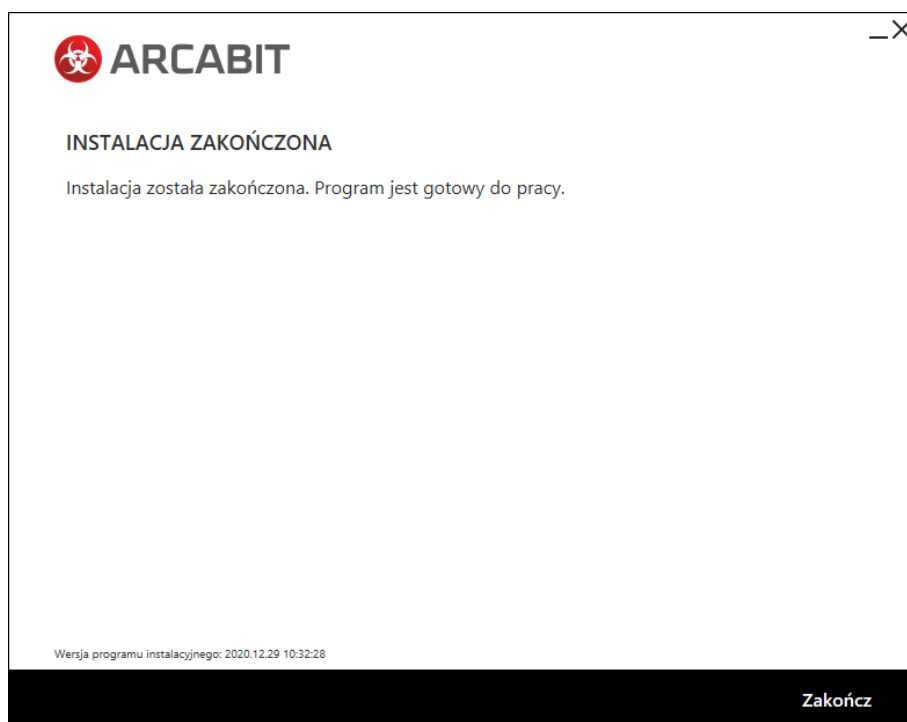 ARCABIT
INSTALACJA ZAKOŃCZONA
Instalacja została zakończona. Program jest gotowy do pracy.
Wersja programu instalacyjnego: 2020.12.29 10:32:28
Zakończ